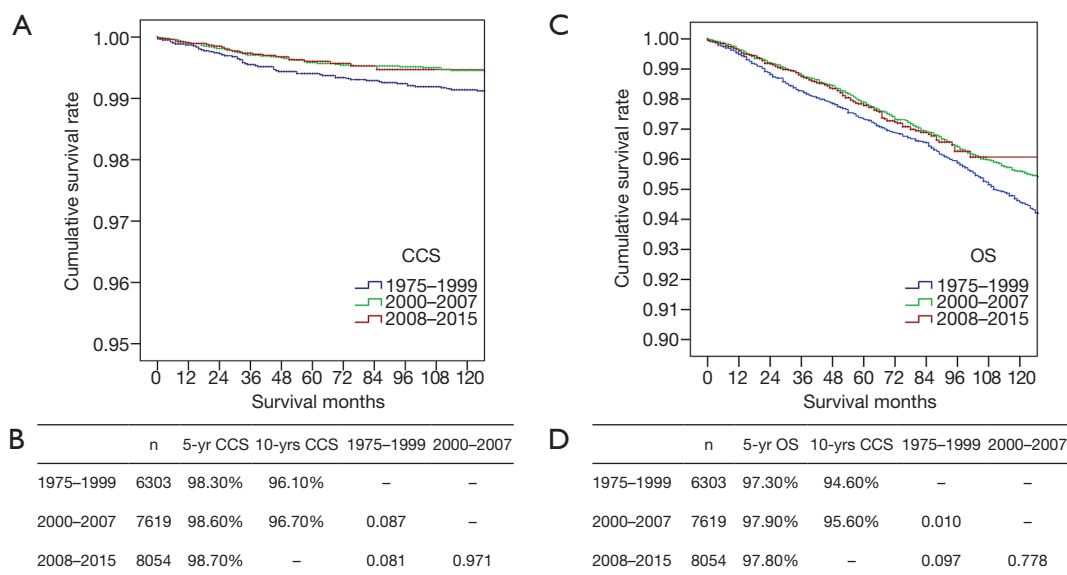 A
1.00
0.99
0.98
0.97
0.96
0.95
Cumulative survival rate
CCS
1975–1999
2000–2007
2008–2015
0 12 24 36 48 60 72 84 96 108 120
Survival months
C
1.00
0.99
0.98
0.97
0.96
0.95
0.94
0.93
0.92
0.91
0.90
Cumulative survival rate
OS
1975–1999
2000–2007
2008–2015
0 12 24 36 48 60 72 84 96 108 120
Survival months
B
n 5-yr CCS 10-yrs CCS 1975–1999 2000–2007
1975–1999 6303 98.30% 96.10% – –
2000–2007 7619 98.60% 96.70% 0.087 –
2008–2015 8054 98.70% – 0.081 0.971
D
n 5-yr OS 10-yrs CCS 1975–1999 2000–2007
1975–1999 6303 97.30% 94.60% – –
2000–2007 7619 97.90% 95.60% 0.010 –
2008–2015 8054 97.80% – 0.097 0.778